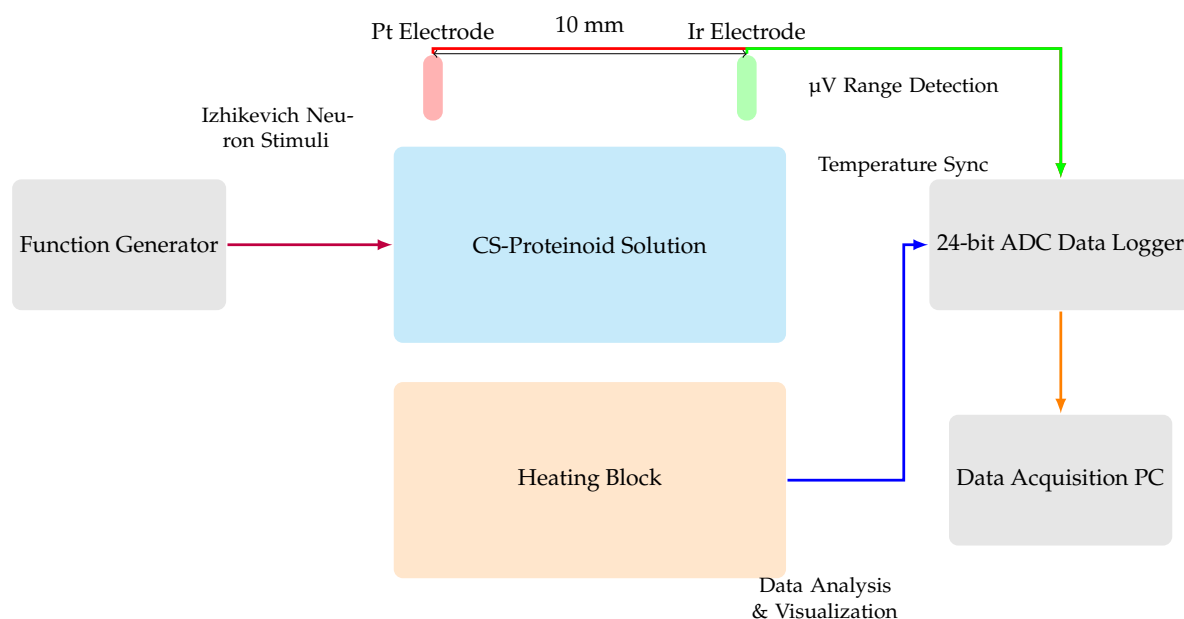 10 mm
Pt Electrode
Ir Electrode
µV Range Detection
Izhikevich Neu-
ron Stimuli
Temperature Sync
Function Generator
CS-Proteinoid Solution
24-bit ADC Data Logger
Heating Block
Data Acquisition PC
Data Analysis
& Visualization